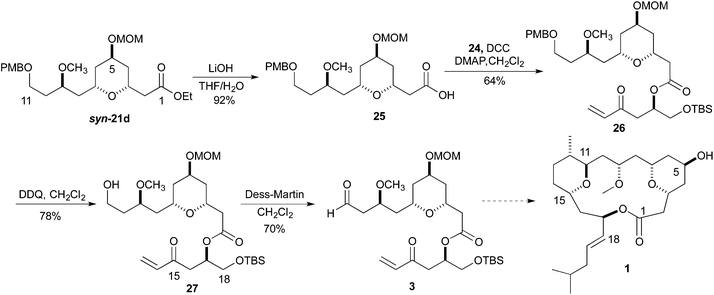 OMOM
PMBO
OCH3
5
11
O
1
O
OEt
syn-21d
LiOH
THF/H2O
92%
OMOM
PMBO
OCH3
O
O
OH
25
24, DCC
DMAP,CH2Cl2
64%
OMOM
PMBO
OCH3
O
O
O
O
OTBS
26
DDQ, CH2Cl2
78%
OMOM
OH
OCH3
O
O
O
O
15
18
OTBS
27
Dess-Martin
CH2Cl2
70%
OMOM
O
OCH3
O
O
O
O
OTBS
3
OH
11
5
O
O
O
15
O
1
O
18
1